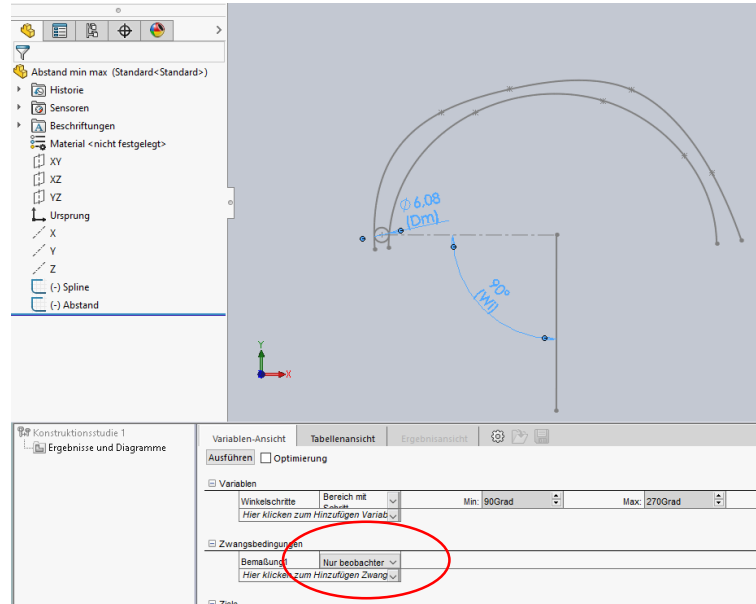 Abstand min max (Standard<Standard>)
Historie
Sensoren
Beschriftungen
Material <nicht festgelegt>
XY
XZ
YZ
Ursprung
X
Y
Z
(-) Spline
(-) Abstand
∅6,08
(Dm)
90°
(Wi)
Y
X
Konstruktionsstudie 1
Ergebnisse und Diagramme
Variablen-Ansicht Tabellenansicht Ergebnisansicht
Ausführen Optimierung
Variablen
Winkelschritte Bereich mit Schritt Min: 90Grad Max: 270Grad
Hier klicken zum Hinzufügen Variab
Zwangsbedingungen
Bemaßung1 Nur beobachter
Hier klicken zum Hinzufügen Zwang
Ziele